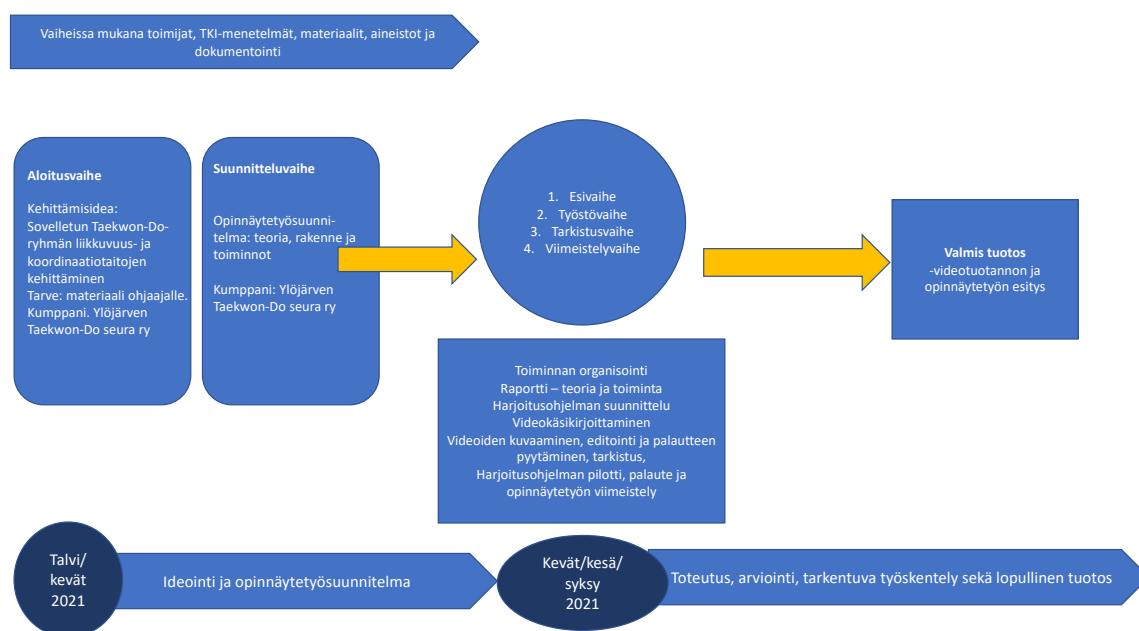 Vaiheissa mukana toimijat, TKI-menetelmät, materiaalit, aineistot ja
dokumentointi
Aloitusvaihe
Kehittämisidea:
Sovelletun Taekwon-Do-
ryhmän liikkuvuus- ja
koordinaatiotaitojen
kehittäminen
Tarve: materiaali ohjaajalle.
Kumppani. Ylöjärven
Taekwon-Do seura ry
Suunnitteluvaihe
Opinnäytetyösuunni-
telma: teoria, rakenne ja
toiminnot
Kumppani: Ylöjärven
Taekwon-Do seura ry
1. Esivaihe
2. Työstövaihe
3. Tarkistusvaihe
4. Viimeistelyvaihe
Toiminnan organisointi
Raportti – teoria ja toiminta
Harjoitusohjelman suunnittelu
Videokäsikirjoittaminen
Videoiden kuvaaminen, editointi ja palautteen
pyytäminen, tarkistus,
Harjoitusohjelman pilotti, palaute ja
opinnäytetyön viimeistely
Valmis tuotos
-videotuotannon ja
opinnäytetyön esitys
Talvi/
kevät
2021
Ideointi ja opinnäytetyösuunnitelma
Kevät/kesä/
syksy
2021
Toteutus, arviointi, tarkentuva työskentely sekä lopullinen tuotos